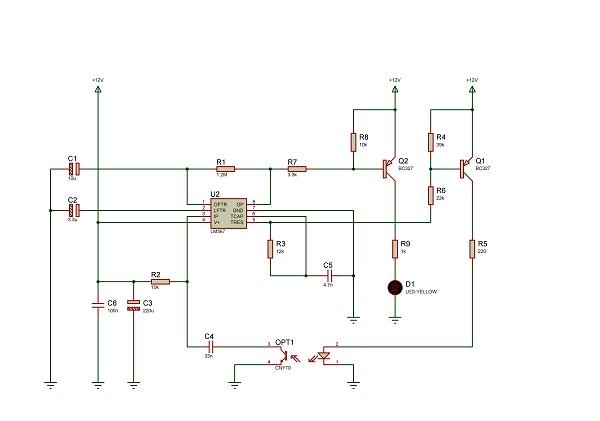 +12V +12V +12V
R8
10k
R4
39k
C1
10u
R1
1.2M
R7
3.3k
Q2
BC327
Q1
BC327
R6
22k
C2
3.3u
U2
1 OFTR OP 8
2 LFTR GND 7
3 IP TCAP 6
4 V+ TRES 5
LM567
R3
12k
R9
1k
R5
220
C5
4.7n
R2
10k
D1
LED-YELLOW
C6
100n
C3
220u
C4
33n
OPT1
3 2
4 1
CNY70